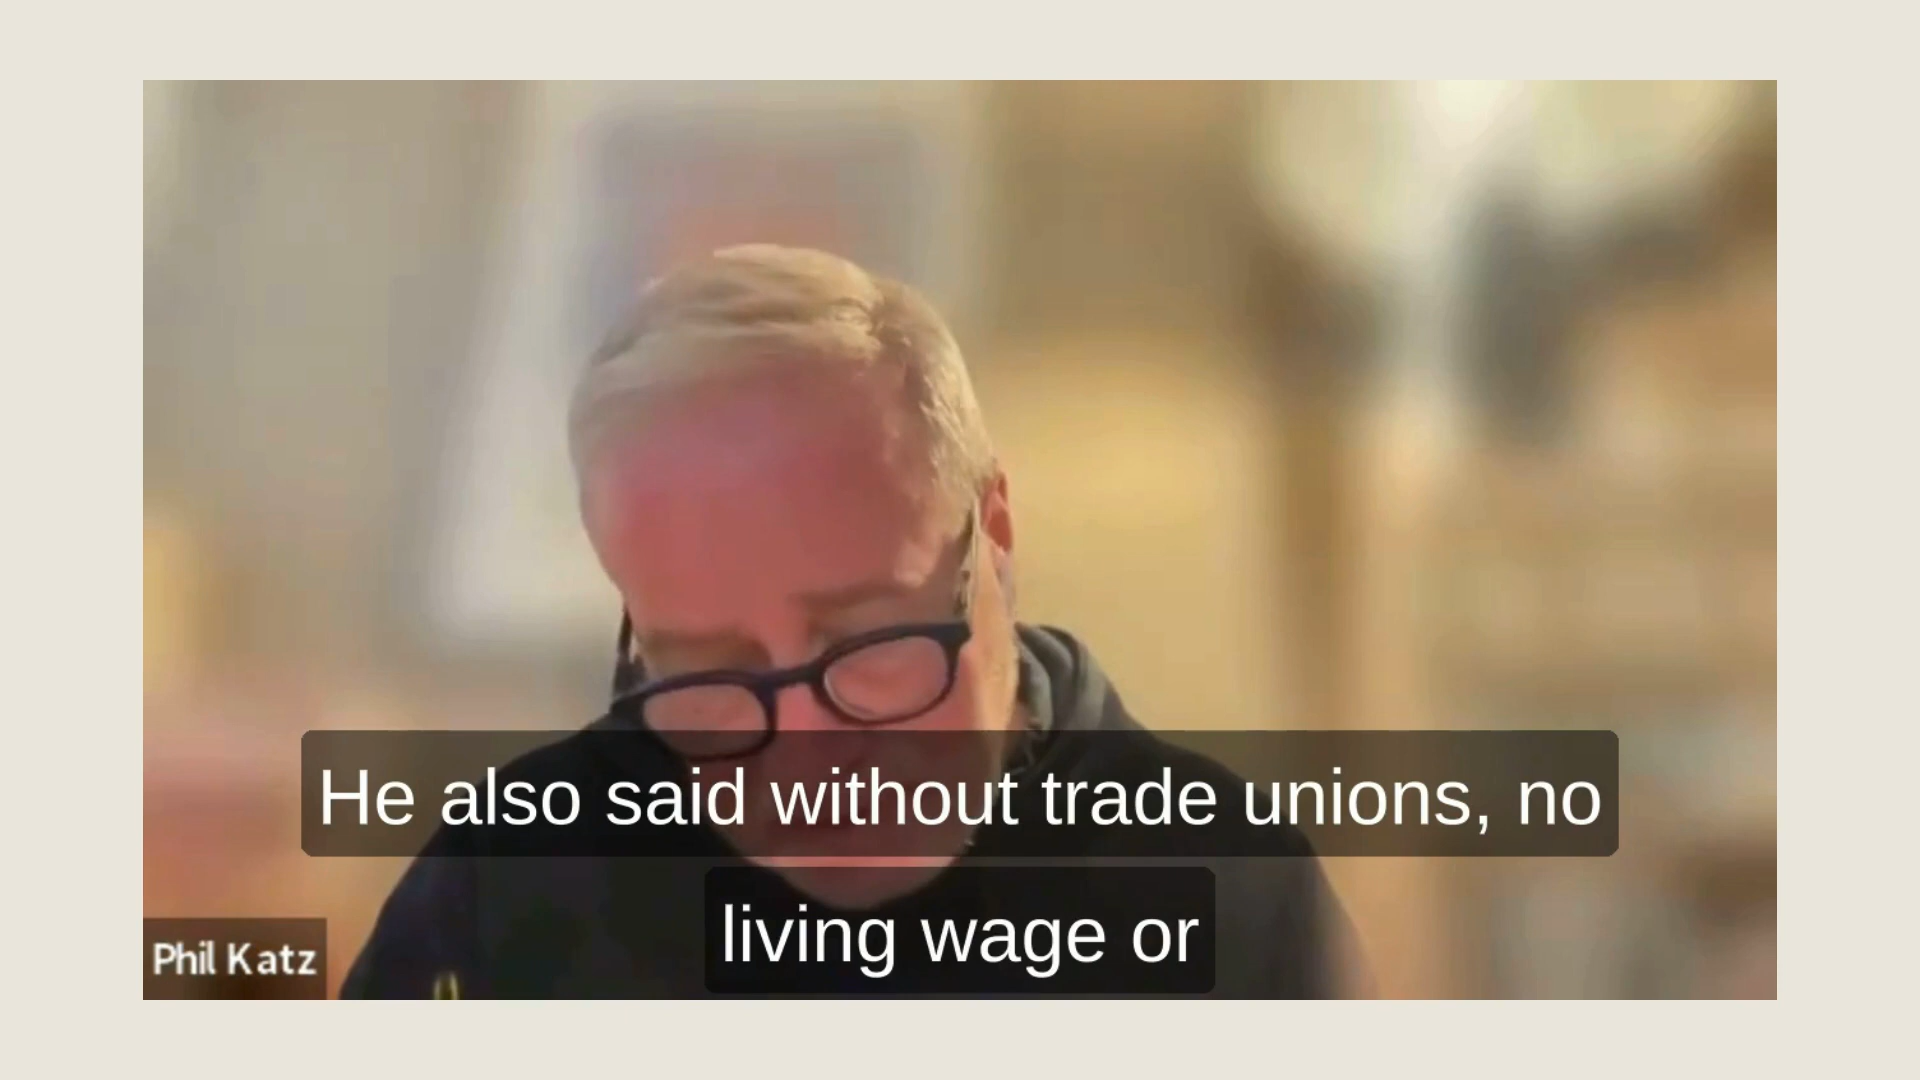 He also said without trade unions, no
living wage or
Phil Katz